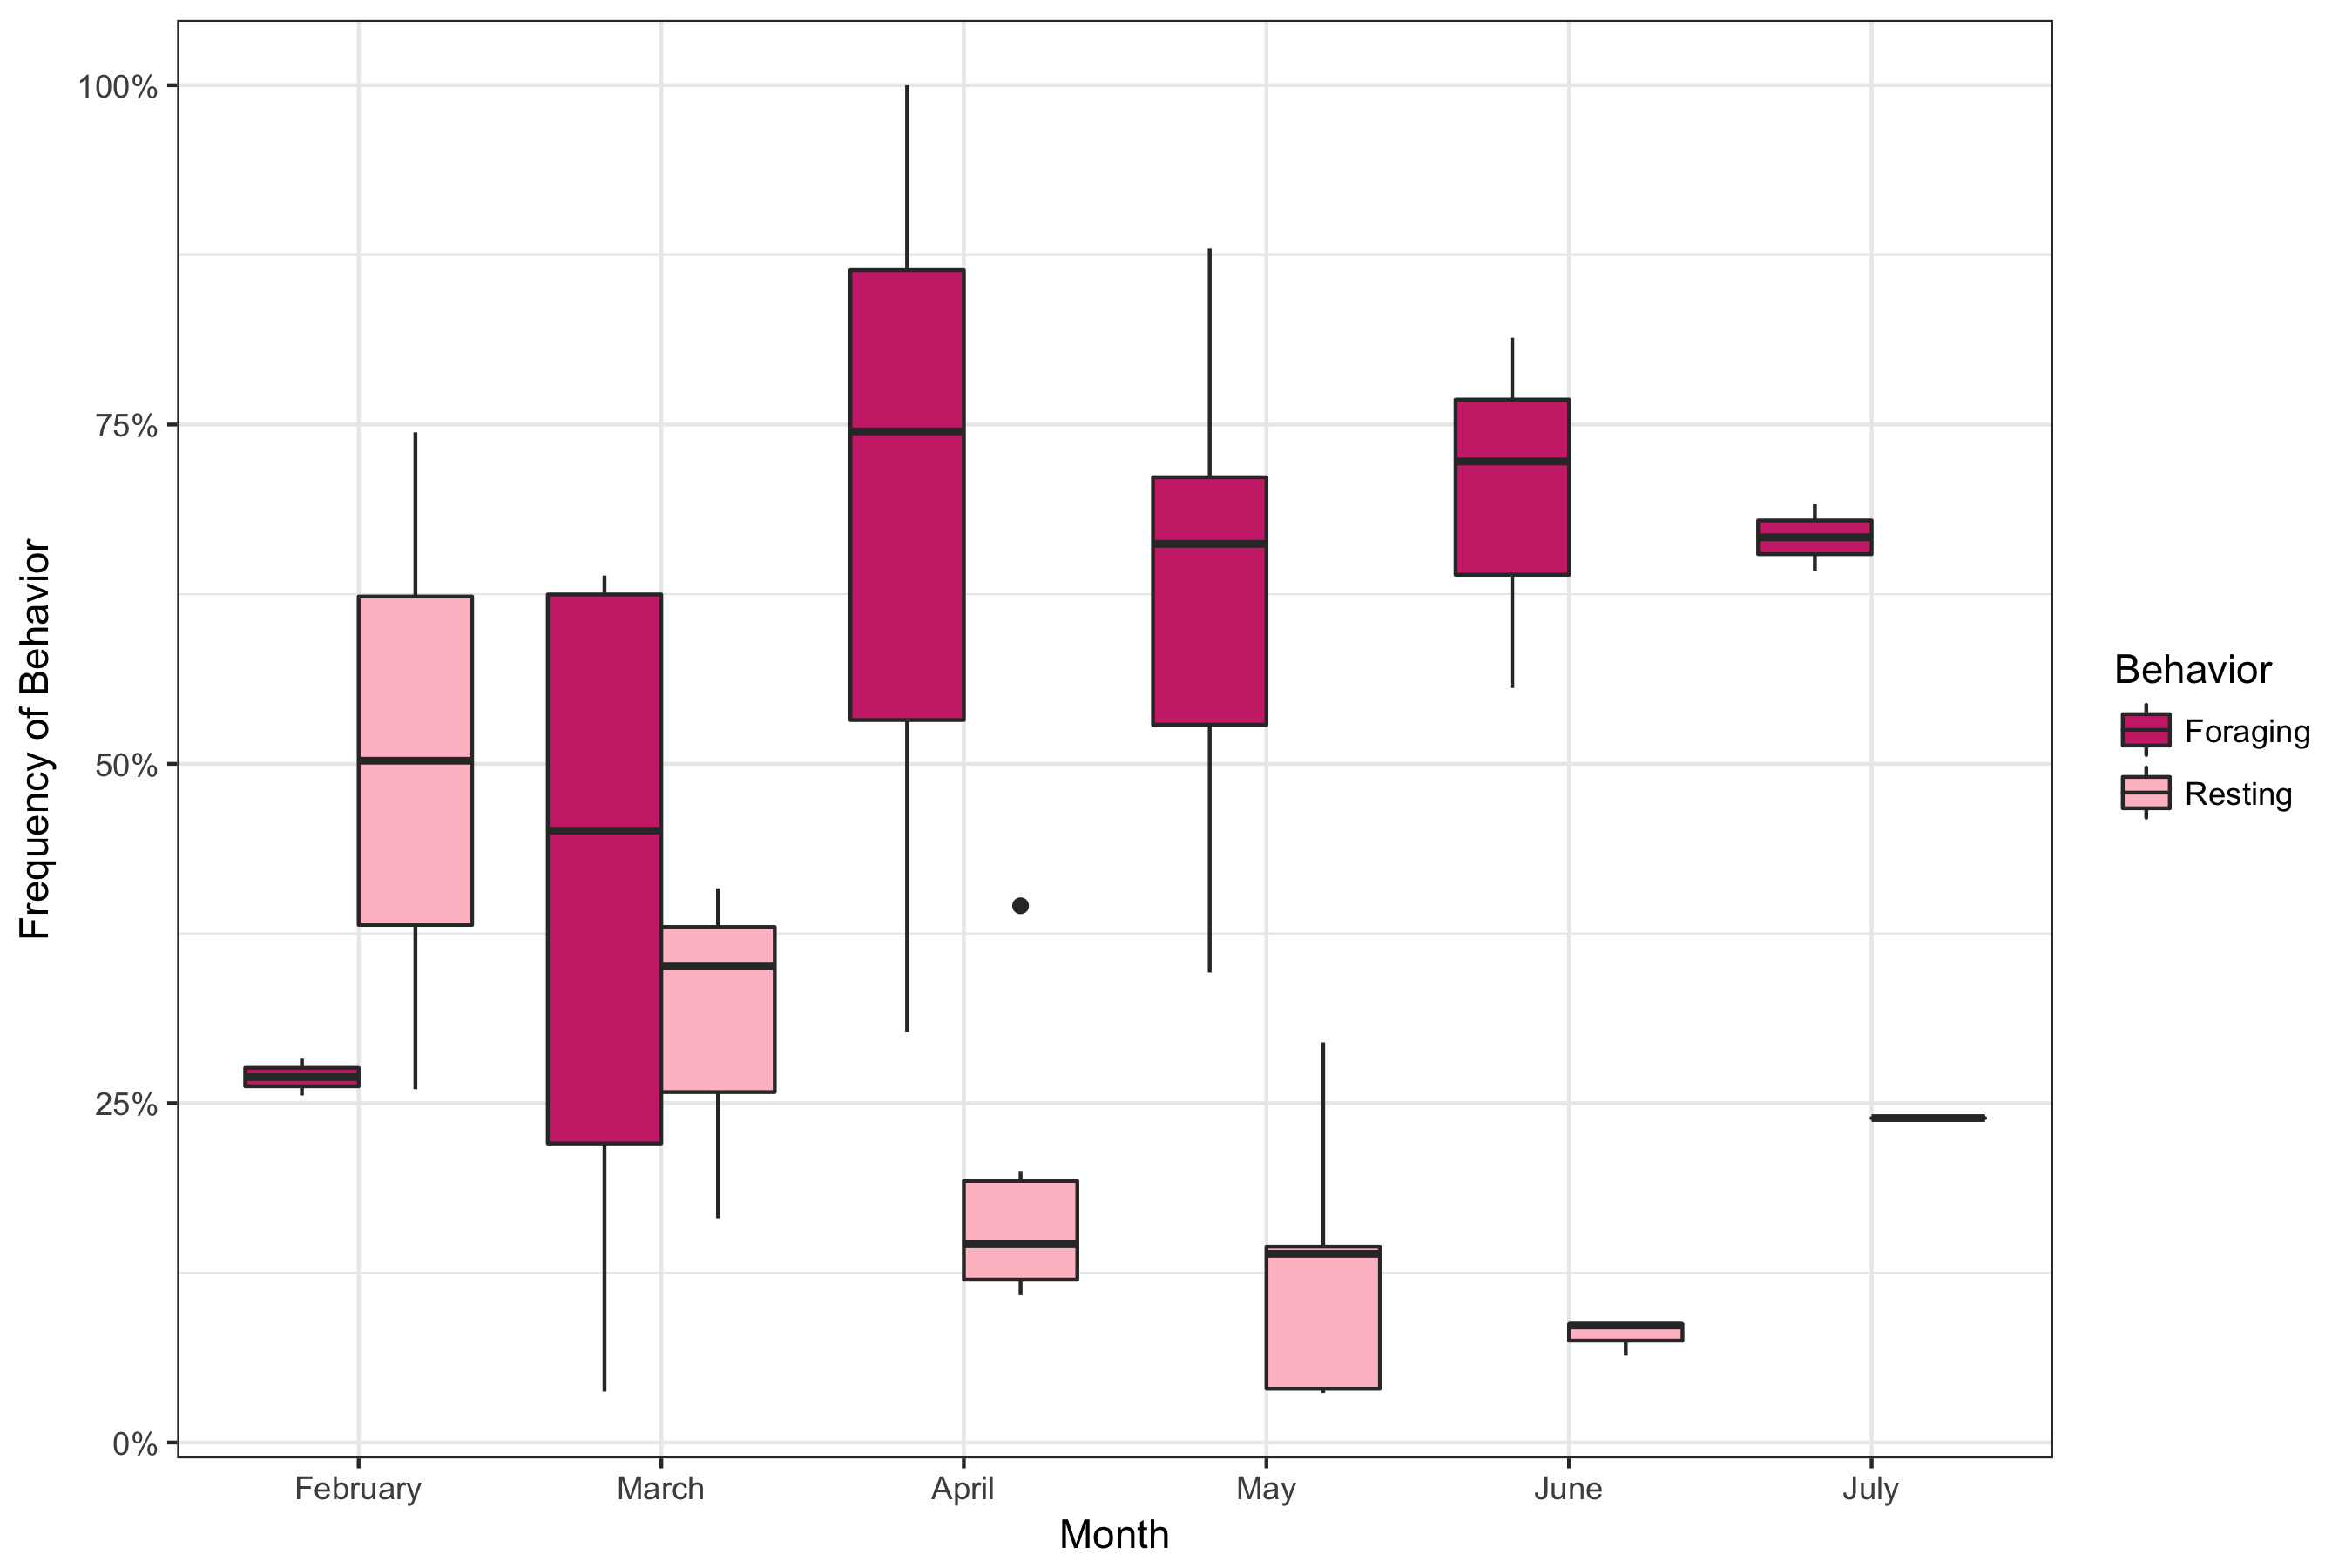 100%
75%
50%
25%
0%
Frequency of Behavior
February March April May June July
Month
Behavior
Foraging
Resting